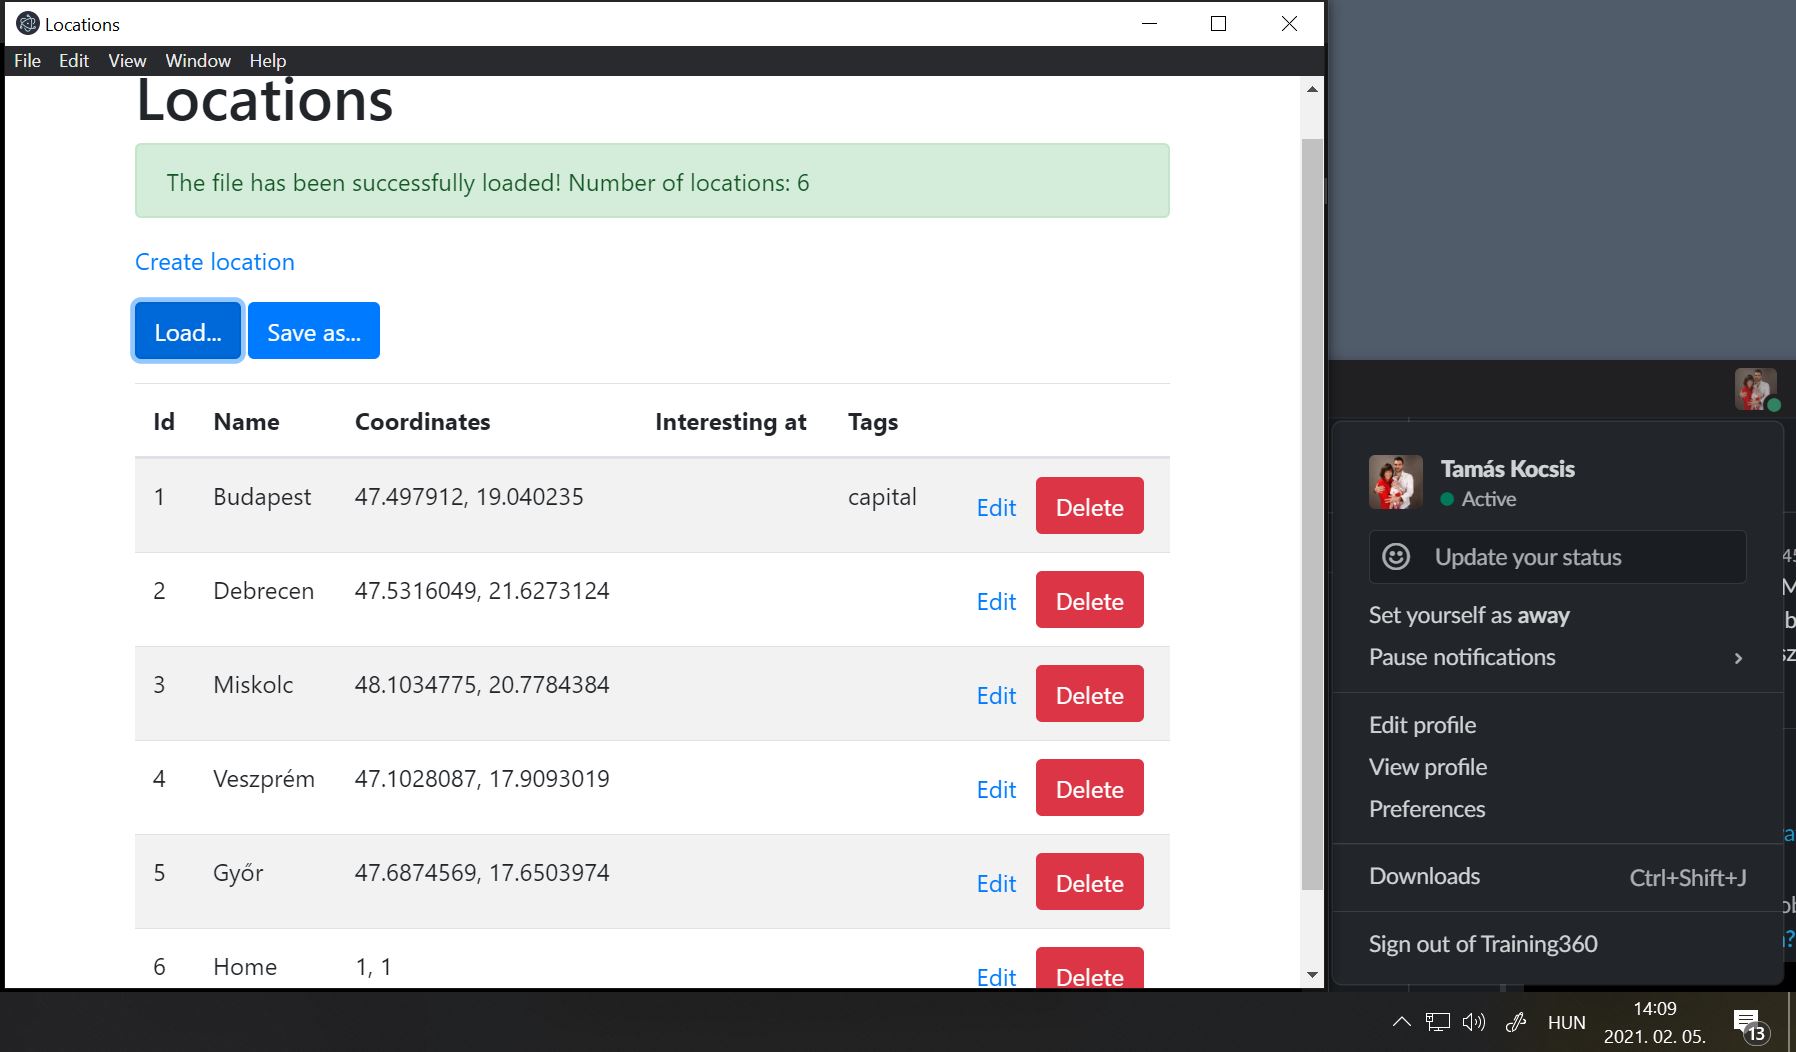 Locations
File Edit View Window Help
Locations
The file has been successfully loaded! Number of locations: 6
Create location
Load... Save as...
Id Name Coordinates Interesting at Tags
1 Budapest 47.497912, 19.040235 capital Edit Delete
2 Debrecen 47.5316049, 21.6273124 Edit Delete
3 Miskolc 48.1034775, 20.7784384 Edit Delete
4 Veszprém 47.1028087, 17.9093019 Edit Delete
5 Győr 47.6874569, 17.6503974 Edit Delete
6 Home 1, 1 Edit Delete
Tamás Kocsis
Active
Update your status
Set yourself as away
Pause notifications
Edit profile
View profile
Preferences
Downloads Ctrl+Shift+J
Sign out of Training360
HUN
14:09
2021. 02. 05.
13